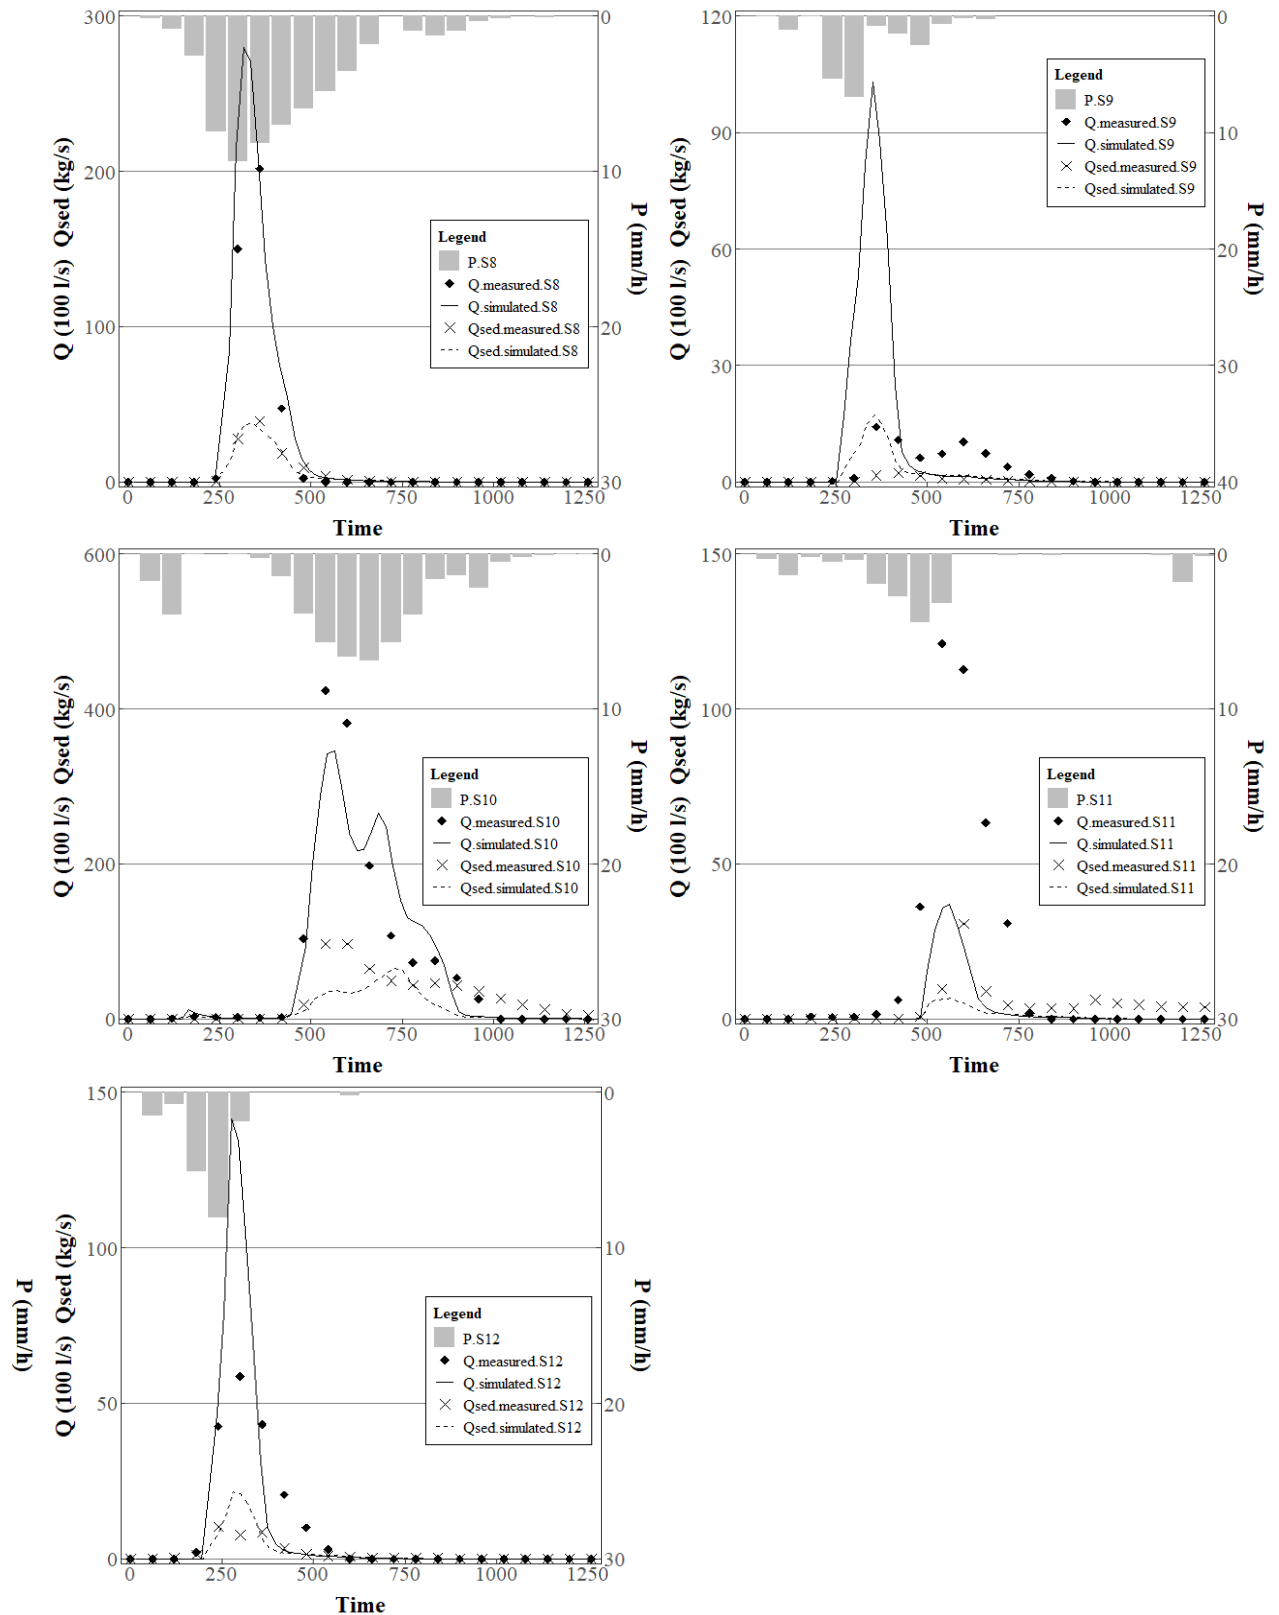 300
200
100
0
0
10
20
30
0
250
500
750
1000
1250
Time
Q (100 l/s) Qsed (kg/s)
P (mm/h)
Legend
P.S8
Q.measured.S8
Q.simulated.S8
Qsed.measured.S8
Qsed.simulated.S8
120
90
60
30
0
0
10
20
30
40
0
250
500
750
1000
1250
Time
Q (100 l/s) Qsed (kg/s)
P (mm/h)
Legend
P.S9
Q.measured.S9
Q.simulated.S9
Qsed.measured.S9
Qsed.simulated.S9
600
400
200
0
0
10
20
30
0
250
500
750
1000
1250
Time
Q (100 l/s) Qsed (kg/s)
P (mm/h)
Legend
P.S10
Q.measured.S10
Q.simulated.S10
Qsed.measured.S10
Qsed.simulated.S10
150
100
50
0
0
10
20
30
0
250
500
750
1000
1250
Time
Q (100 l/s) Qsed (kg/s)
P (mm/h)
Legend
P.S11
Q.measured.S11
Q.simulated.S11
Qsed.measured.S11
Qsed.simulated.S11
P (mm/h)
150
100
50
0
0
10
20
30
0
250
500
750
1000
1250
Time
Q (100 l/s) Qsed (kg/s)
P (mm/h)
Legend
P.S12
Q.measured.S12
Q.simulated.S12
Qsed.measured.S12
Qsed.simulated.S12